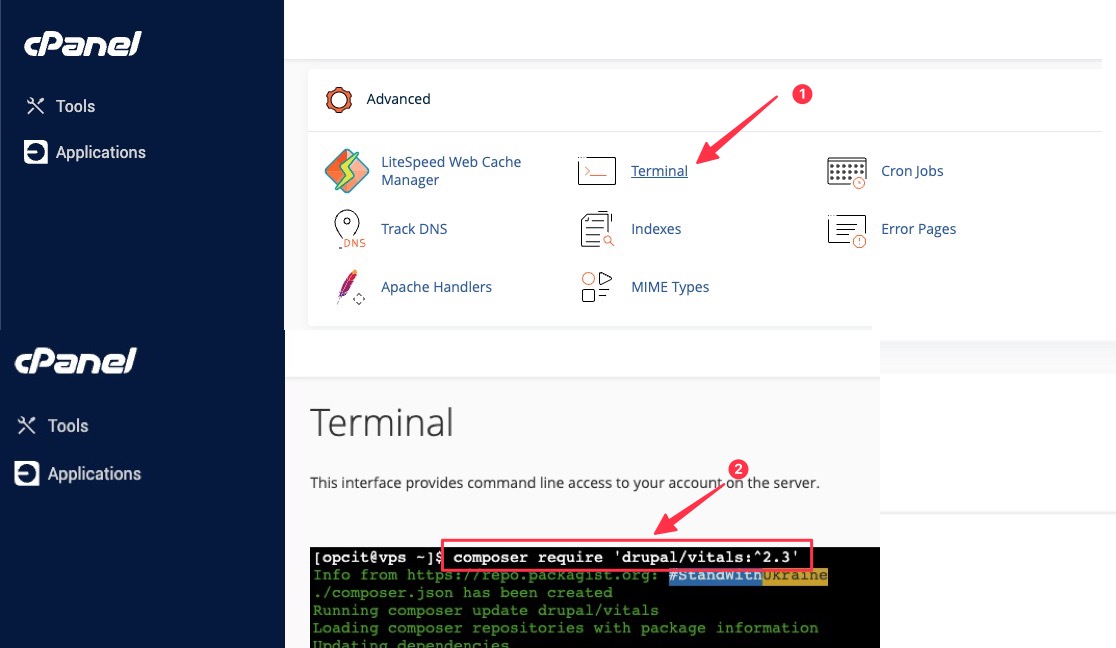 cPanel
Tools
Applications
Advanced
1
LiteSpeed Web Cache
Manager
Terminal
Cron Jobs
Track DNS
DNS
Indexes
Error Pages
Apache Handlers
MIME Types
cPanel
Tools
Applications
Terminal
2
This interface provides command line access to your account on the server.
[opcit@vps ~]$ composer require 'drupal/vitals:^2.3'
Info from https://repo.packagist.org: #StandWithUkraine
./composer.json has been created
Running composer update drupal/vitals
Loading composer repositories with package information
Updating dependencies